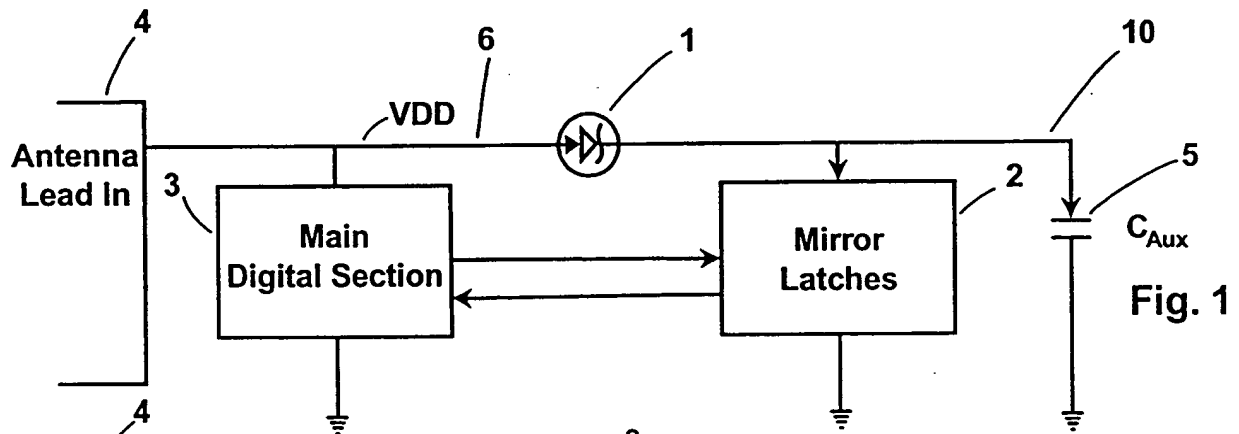 4
6
1
10
VDD
Antenna
Lead In
3
2
5
Main
Digital Section
Mirror
Latches
CAux
Fig. 1
4